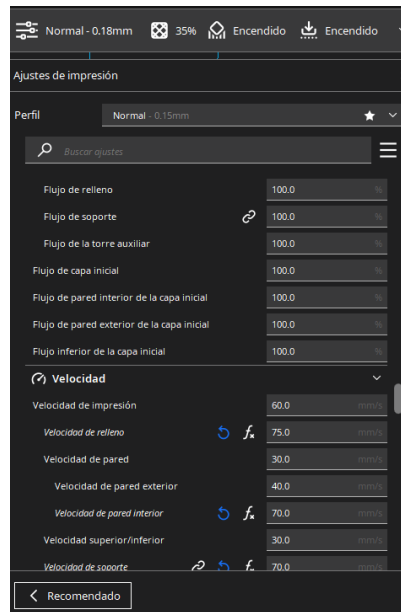 Normal - 0.18mm 35% Encendido Encendido
Ajustes de impresión
Perfil Normal - 0.15mm
Buscar ajustes
Flujo de relleno 100.0 %
Flujo de soporte 100.0 %
Flujo de la torre auxiliar 100.0 %
Flujo de capa inicial 100.0 %
Flujo de pared interior de la capa inicial 100.0 %
Flujo de pared exterior de la capa inicial 100.0 %
Flujo inferior de la capa inicial 100.0 %
Velocidad
Velocidad de impresión 60.0 mm/s
Velocidad de relleno 75.0 mm/s
Velocidad de pared 30.0 mm/s
Velocidad de pared exterior 40.0 mm/s
Velocidad de pared interior 70.0 mm/s
Velocidad superior/inferior 30.0 mm/s
Velocidad de soporte 70.0 mm/s
Recomendado